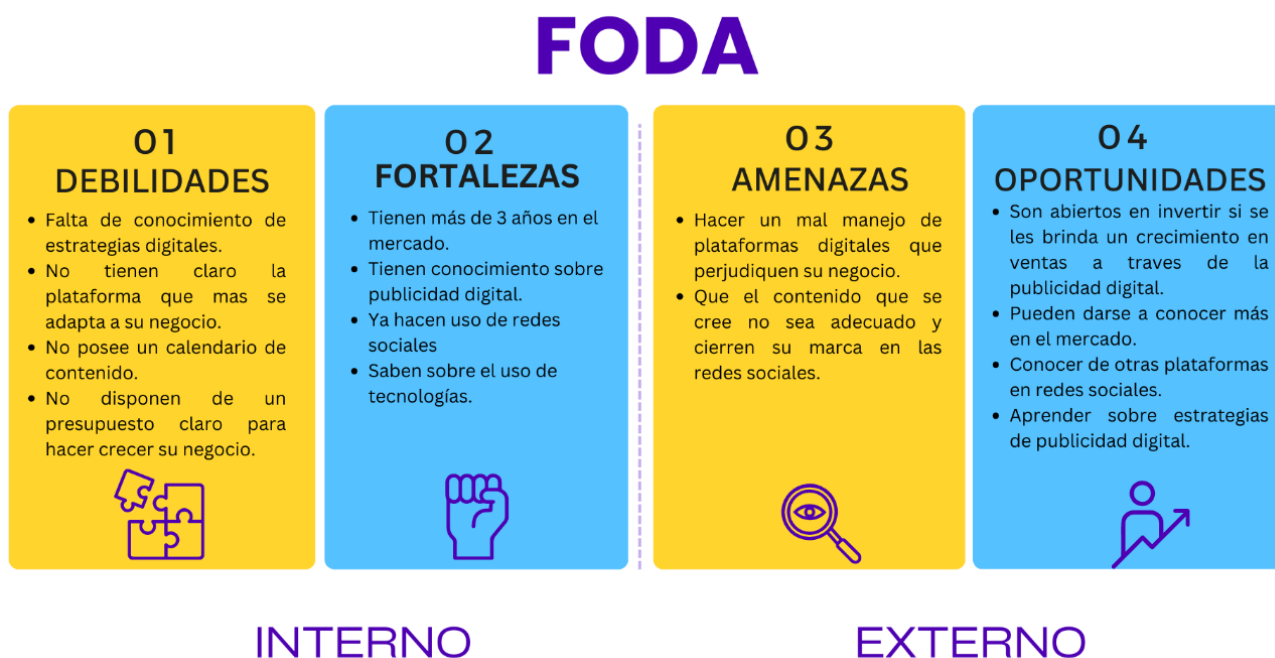 FODA
01
DEBILIDADES
• Falta de conocimiento de
estrategias digitales.
• No tienen claro la
plataforma que mas se
adapta a su negocio.
• No posee un calendario de
contenido.
• No disponen de un
presupuesto claro para
hacer crecer su negocio.
02
FORTALEZAS
• Tienen más de 3 años en el
mercado.
• Tienen conocimiento sobre
publicidad digital.
• Ya hacen uso de redes
sociales
• Saben sobre el uso de
tecnologías.
03
AMENAZAS
• Hacer un mal manejo de
plataformas digitales que
perjudiquen su negocio.
• Que el contenido que se
cree no sea adecuado y
cierren su marca en las
redes sociales.
04
OPORTUNIDADES
• Son abiertos en invertir si se
les brinda un crecimiento en
ventas a traves de la
publicidad digital.
• Pueden darse a conocer más
en el mercado.
• Conocer de otras plataformas
en redes sociales.
• Aprender sobre estrategias
de publicidad digital.
INTERNO
EXTERNO